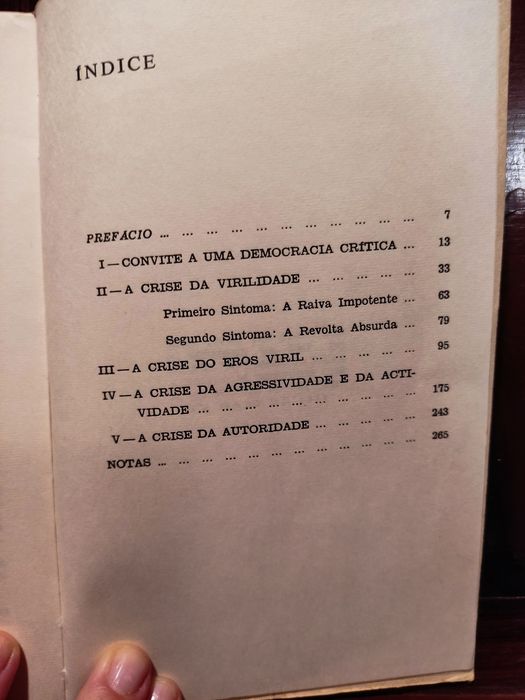 ÍNDICE
PREFACIO ... ... ... ... ... ... ... ... ... ... ... 7
I — CONVITE A UMA DEMOCRACIA CRÍTICA ... 13
II — A CRISE DA VIRILIDADE ... ... ... ... ... 33
Primeiro Sintoma: A Raiva Impotente ... 63
Segundo Sintoma: A Revolta Absurda ... 79
III — A CRISE DO EROS VIRIL ... ... ... ... ... 95
IV — A CRISE DA AGRESSIVIDADE E DA ACTI-
VIDADE ... ... ... ... ... ... ... ... ... 175
V — A CRISE DA AUTORIDADE ... ... ... ... ... 243
NOTAS ... ... ... ... ... ... ... ... ... ... ... ... 265